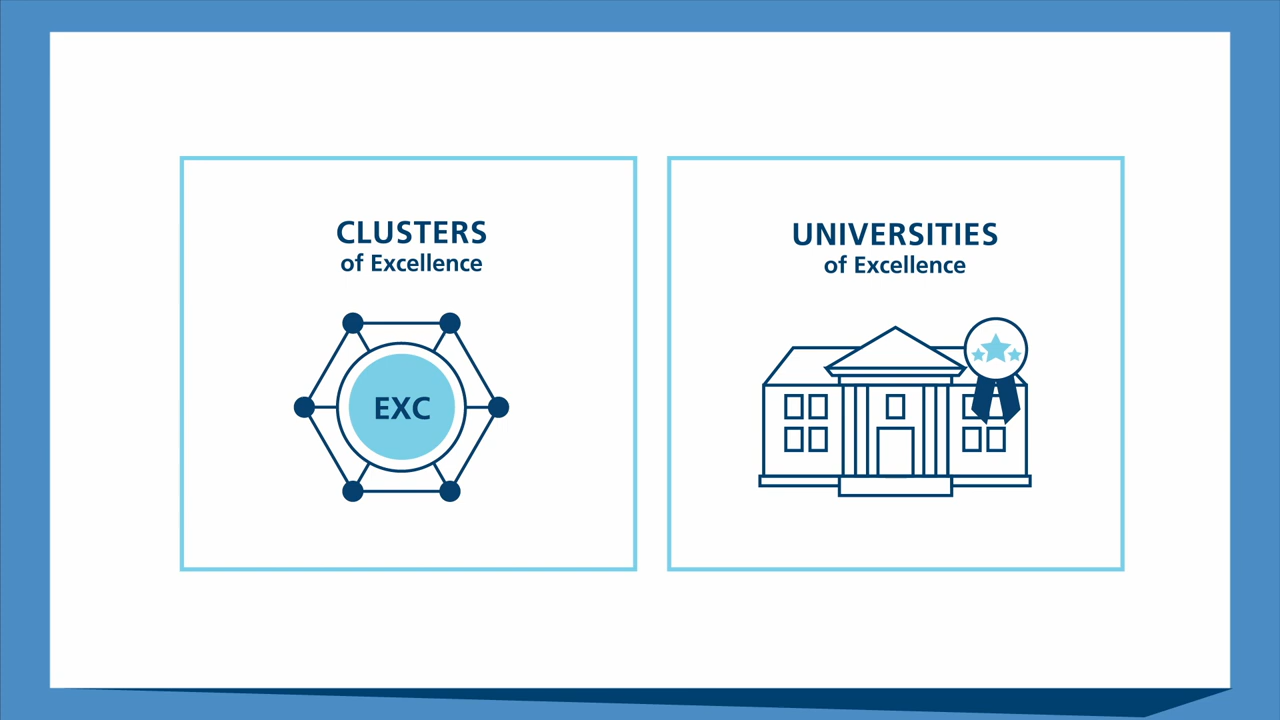 CLUSTERS
of Excellence
EXC
UNIVERSITIES
of Excellence